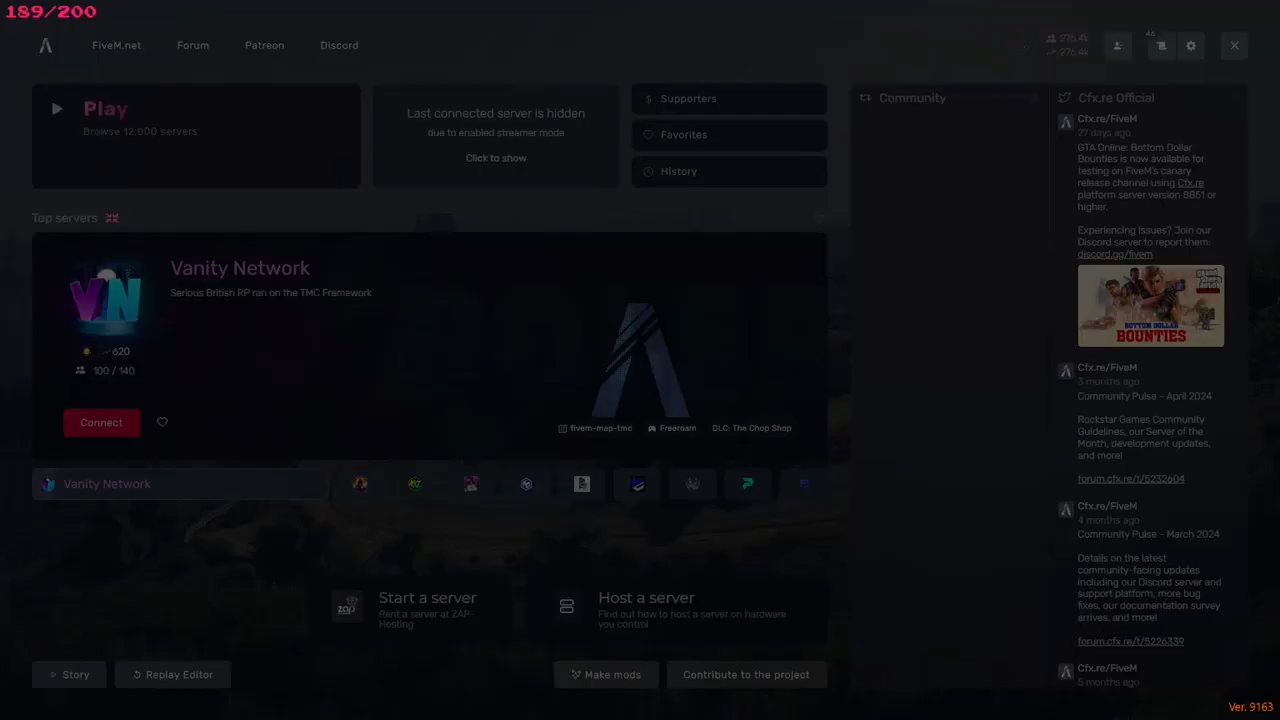 189/200
FiveM.net
Forum
Patreon
Discord
276.4k
276.4k
46
Play
Browse 12,000 servers
Last connected server is hidden
due to enabled streamer mode
Click to show
$ Supporters
Favorites
History
Top servers
VN
Vanity Network
Serious British RP ran on the TMC Framework
620
100 / 140
Connect
fivem-map-tmc
Freeroam
DLC: The Chop Shop
Vanity Network
Start a server
Rent a server at ZAP-
Hosting
Host a server
Find out how to host a server on hardware
you control
Story
Replay Editor
Make mods
Contribute to the project
Community
Cfx.re Official
Cfx.re/FiveM
27 days ago
GTA Online: Bottom Dollar
Bounties is now available for
testing on FiveM's canary
release channel using Cfx.re
platform server version 8851 or
higher.
Experiencing issues? Join our
Discord server to report them:
discord.gg/fivem
BOTTOM DOLLAR
BOUNTIES
Cfx.re/FiveM
3 months ago
Community Pulse – April 2024
Rockstar Games Community
Guidelines, our Server of the
Month, development updates,
and more!
forum.cfx.re/t/5232604
Cfx.re/FiveM
4 months ago
Community Pulse – March 2024
Details on the latest
community-facing updates
including our Discord server and
support platform, more bug
fixes, our documentation survey
arrives, and more!
forum.cfx.re/t/5226339
Cfx.re/FiveM
5 months ago
Ver. 9163